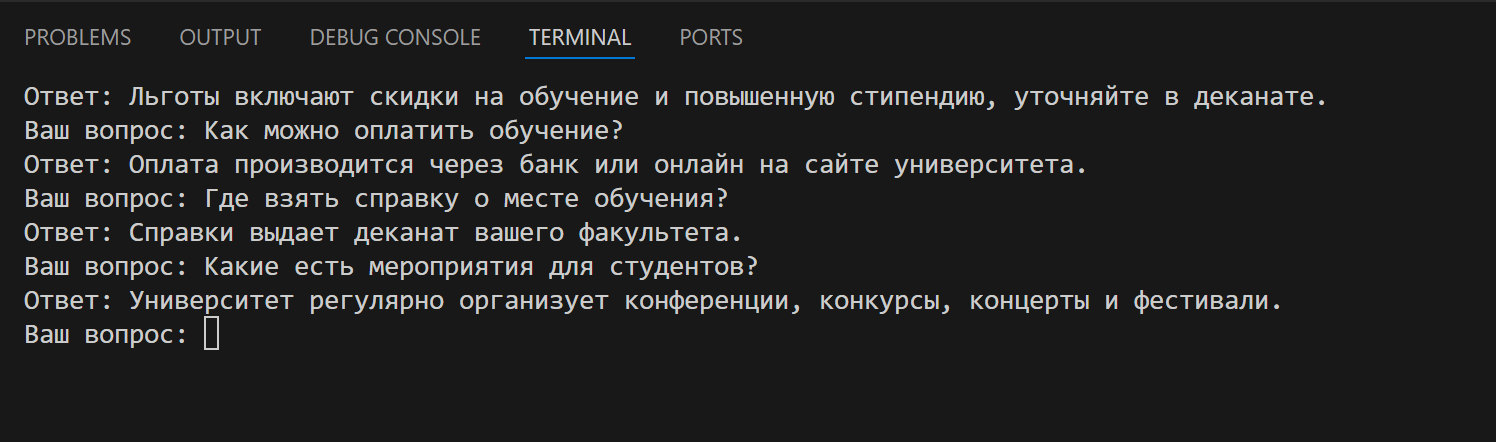 PROBLEMS OUTPUT DEBUG CONSOLE TERMINAL PORTS
Ответ: Льготы включают скидки на обучение и повышенную стипендию, уточняйте в деканате.
Ваш вопрос: Как можно оплатить обучение?
Ответ: Оплата производится через банк или онлайн на сайте университета.
Ваш вопрос: Где взять справку о месте обучения?
Ответ: Справки выдает деканат вашего факультета.
Ваш вопрос: Какие есть мероприятия для студентов?
Ответ: Университет регулярно организует конференции, конкурсы, концерты и фестивали.
Ваш вопрос: